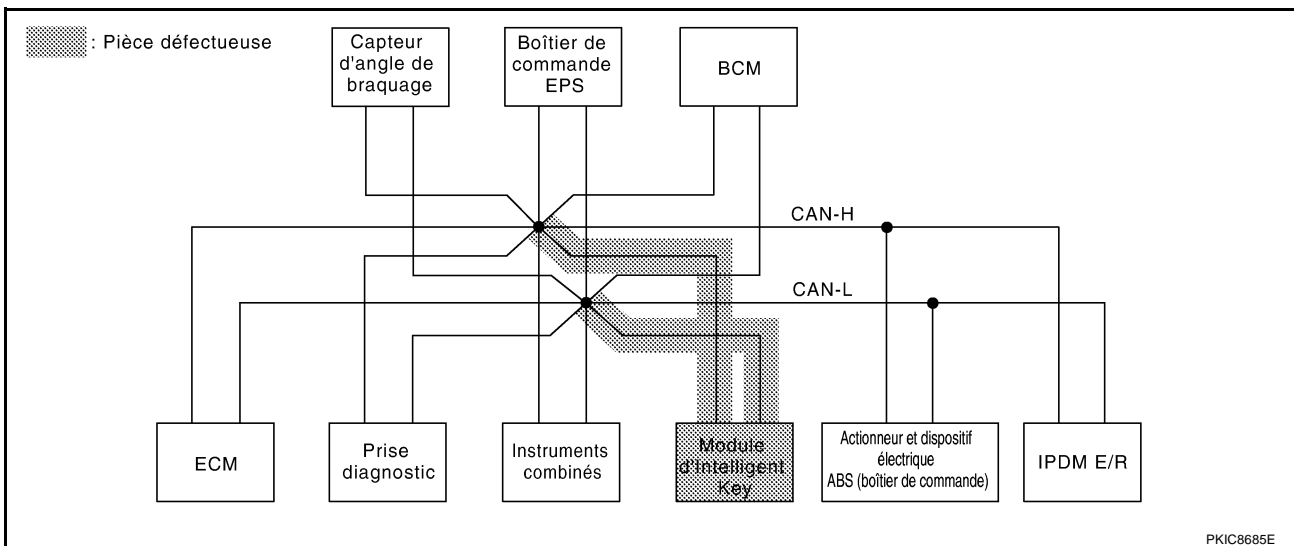 : Pièce défectueuse
Capteur
d'angle de
braquage
Boîtier de
commande
EPS
BCM
CAN-H
CAN-L
ECM
Prise
diagnostic
Instruments
combinés
Module
d'Intelligent
Key
Actionneur et dispositif
électrique
ABS (boîtier de commande)
IPDM E/R
PKIC8685E